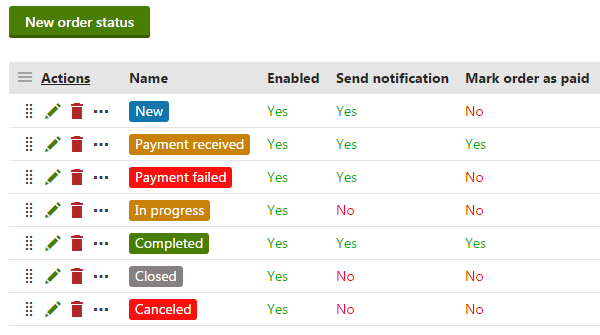 New order status
Actions Name Enabled Send notification Mark order as paid
New Yes Yes No
Payment received Yes Yes Yes
Payment failed Yes Yes No
In progress Yes No No
Completed Yes Yes Yes
Closed Yes No No
Canceled Yes No No